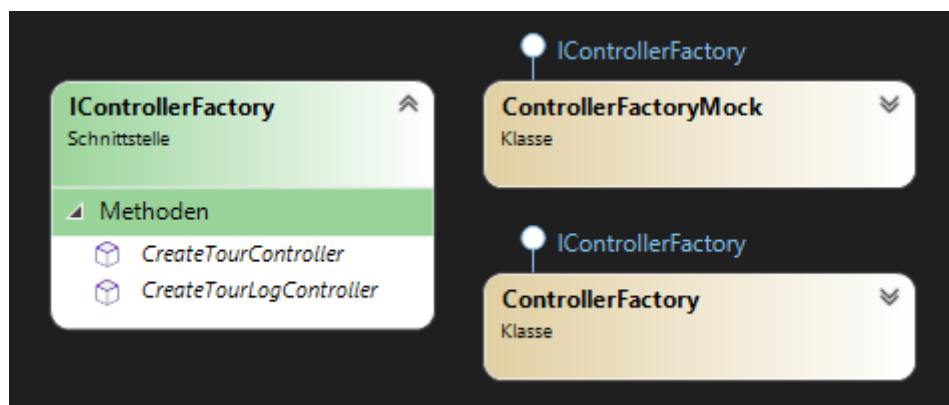 IControllerFactory
Schnittstelle
Methoden
CreateTourController
CreateTourLogController
IControllerFactory
ControllerFactoryMock
Klasse
IControllerFactory
ControllerFactory
Klasse